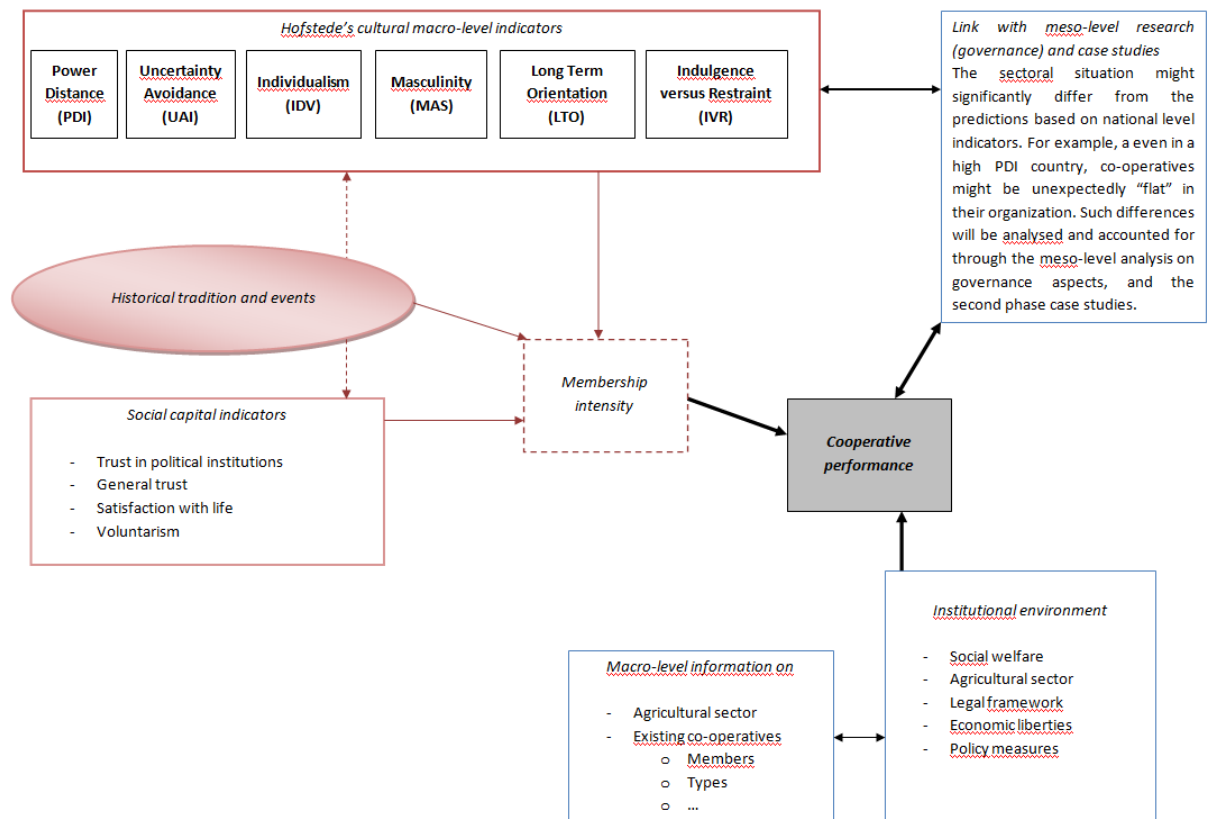 Hofstede's cultural macro-level indicators
Power
Distance
(PDI)
Uncertainty
Avoidance
(UAI)
Individualism
(IDV)
Masculinity
(MAS)
Long Term
Orientation
(LTO)
Indulgence
versus Restraint
(IVR)
Link with meso-level research
(governance) and case studies
The sectoral situation might
significantly differ from the
predictions based on national level
indicators. For example, a even in a
high PDI country, co-operatives
might be unexpectedly “flat” in
their organization. Such differences
will be analysed and accounted for
through the meso-level analysis on
governance aspects, and the
second phase case studies.
Historical tradition and events
Membership
intensity
Social capital indicators
- Trust in political institutions
- General trust
- Satisfaction with life
- Voluntarism
Cooperative
performance
Institutional environment
- Social welfare
- Agricultural sector
- Legal framework
- Economic liberties
- Policy measures
Macro-level information on
- Agricultural sector
- Existing co-operatives
o Members
o Types
o ...